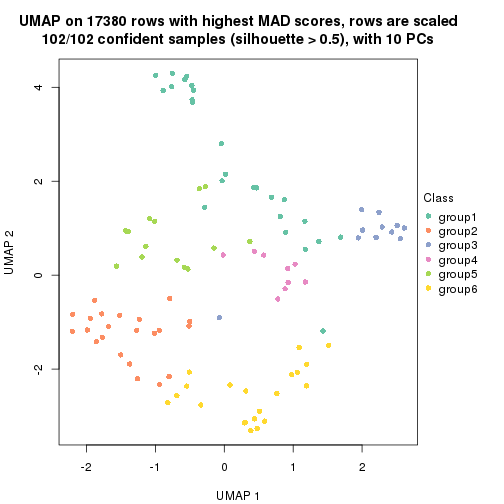 UMAP on 17380 rows with highest MAD scores, rows are scaled
102/102 confident samples (silhouette > 0.5), with 10 PCs
4
2
0
-2
UMAP 2
-2
-1
0
1
2
UMAP 1
Class
group1
group2
group3
group4
group5
group6